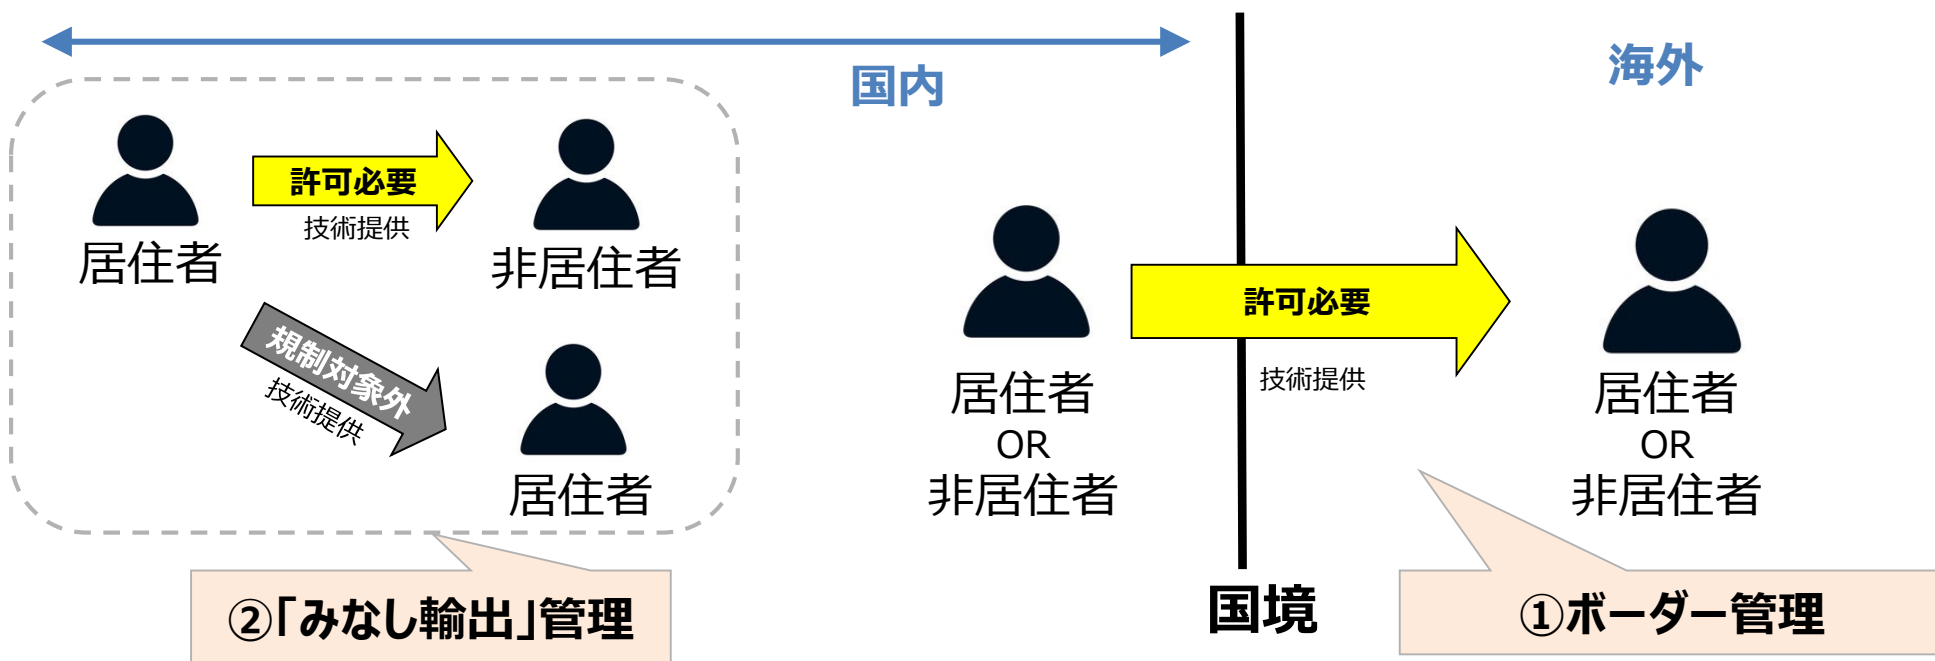 国内
海外
許可必要
技術提供
居住者
非居住者
規制対象外
技術提供
居住者
②「みなし輸出」管理
居住者
OR
非居住者
許可必要
技術提供
国境
居住者
OR
非居住者
①ボーダー管理